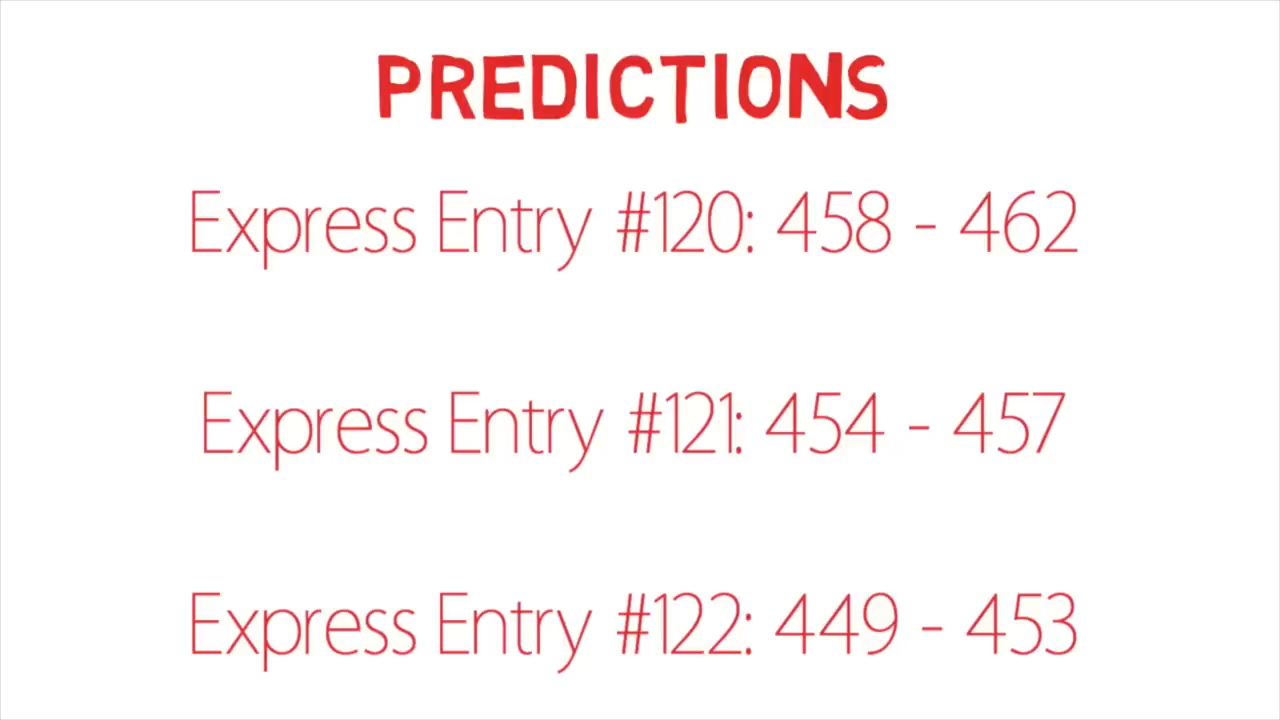 PREDICTIONS
Express Entry #120: 458 - 462
Express Entry #121: 454 - 457
Express Entry #122: 449 - 453